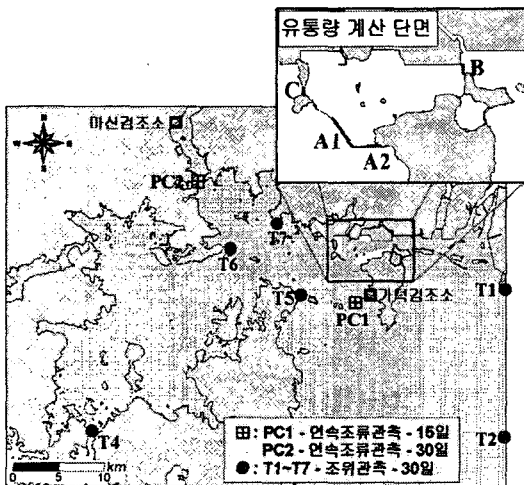 유통량 계산 단면
B
C
A1
A2
마산검조소
PC2
T7
T6
T5
가덕검조소
PC1
T1
T4
T2
: PC1 - 연속조류관측 - 15일
PC2 - 연속조류관측 - 30일
: T1~T7 - 조위관측 - 30일
0 5 10 km